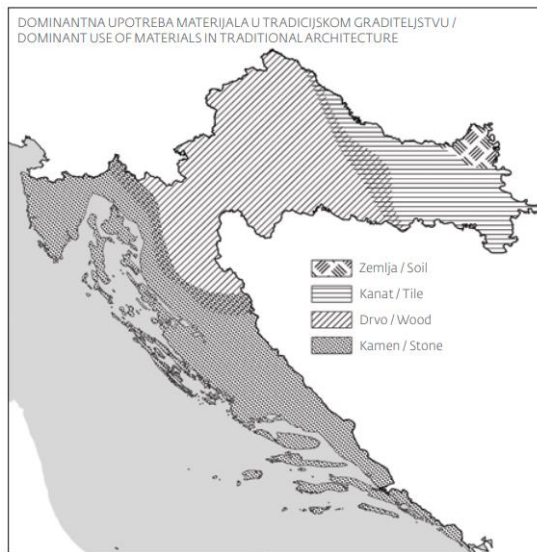 DOMINANTNA UPOTREBA MATERIJALA U TRADICIJSKOM GRADITELJSTVU /
DOMINANT USE OF MATERIALS IN TRADITIONAL ARCHITECTURE
Zemlja / Soil
Kanat / Tile
Drvo / Wood
Kamen / Stone